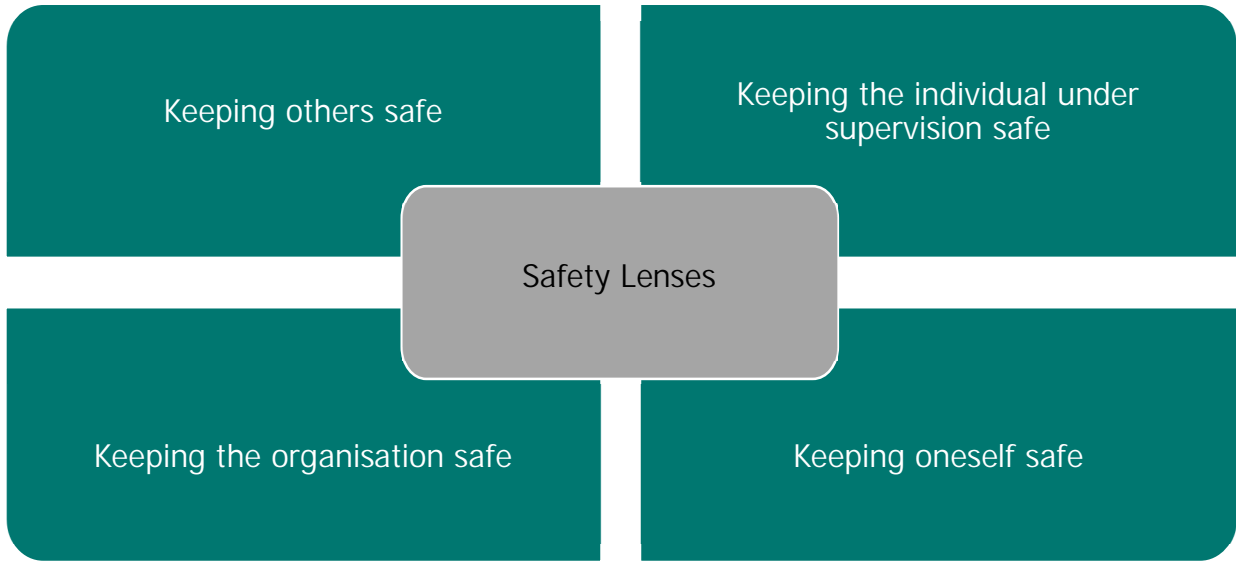 Keeping others safe
Keeping the individual under
supervision safe
Safety Lenses
Keeping the organisation safe
Keeping oneself safe